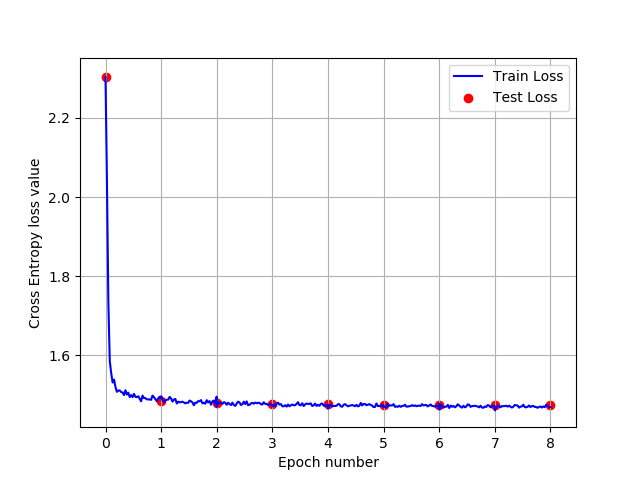 Train Loss
Test Loss
2.2
2.0
1.8
1.6
Cross Entropy loss value
0 1 2 3 4 5 6 7 8
Epoch number